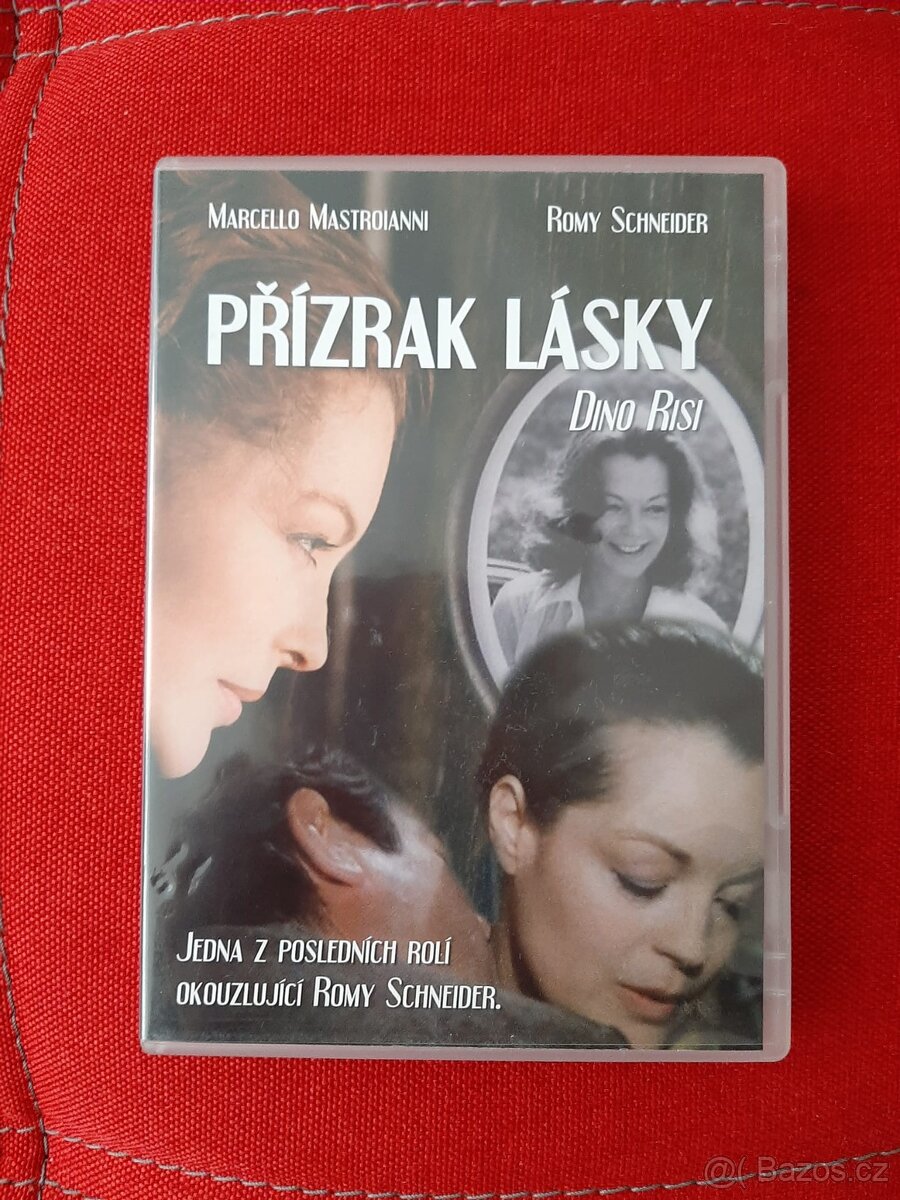 Marcello Mastroianni Romy Schneider
PŘÍZRAK LÁSKY
Dino Risi
Jedna z posledních rolí
okouzlující Romy Schneider.
@( Bazos.cz